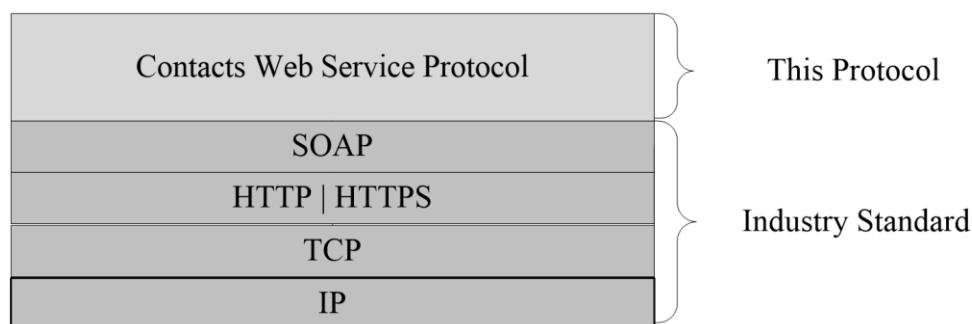 Contacts Web Service Protocol
This Protocol
SOAP
HTTP | HTTPS
TCP
IP
Industry Standard